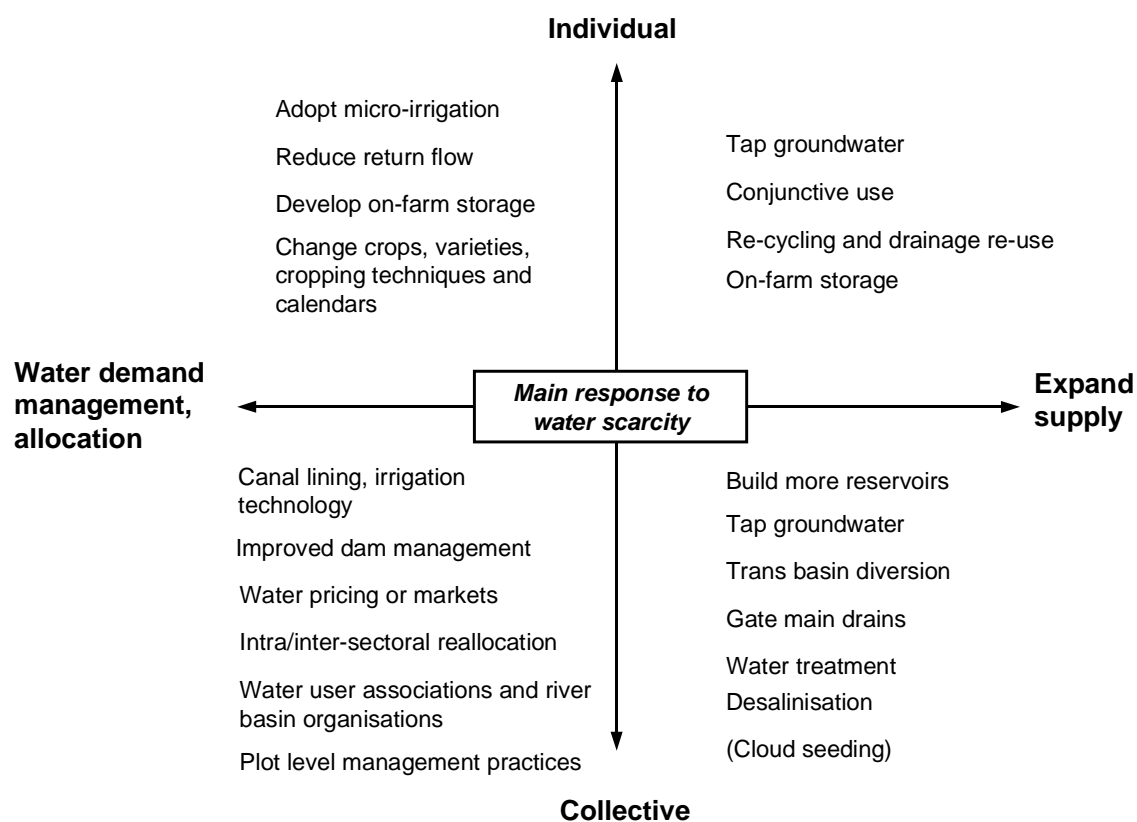 Individual
Adopt micro-irrigation
Reduce return flow
Develop on-farm storage
Change crops, varieties,
cropping techniques and
calendars
Tap groundwater
Conjunctive use
Re-cycling and drainage re-use
On-farm storage
Water demand
management,
allocation
Main response to
water scarcity
Expand
supply
Canal lining, irrigation
technology
Improved dam management
Water pricing or markets
Intra/inter-sectoral reallocation
Water user associations and river
basin organisations
Plot level management practices
Build more reservoirs
Tap groundwater
Trans basin diversion
Gate main drains
Water treatment
Desalinisation
(Cloud seeding)
Collective